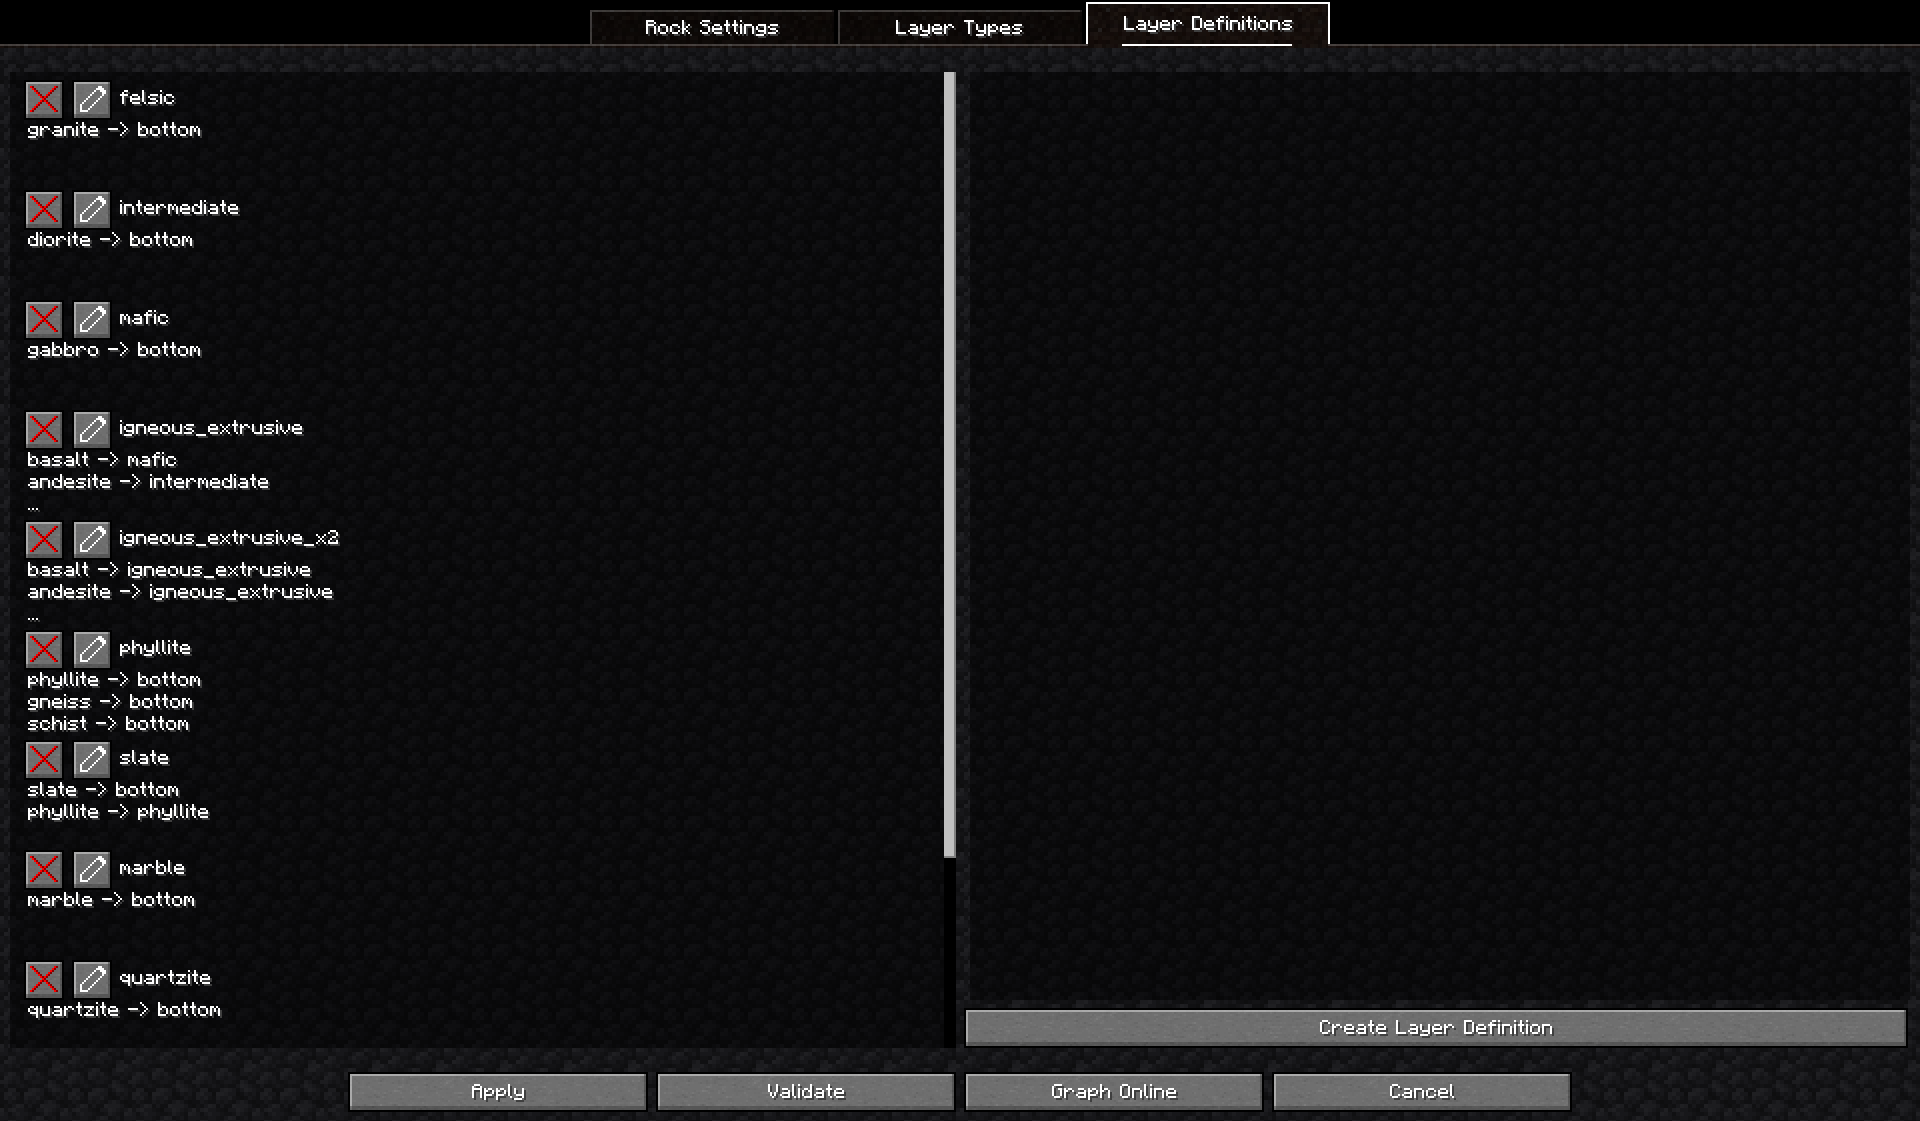 Rock Settings
Layer Types
Layer Definitions
felsic
granite -> bottom
intermediate
diorite -> bottom
mafic
gabbro -> bottom
igneous_extrusive
basalt -> mafic
andesite -> intermediate
...
igneous_extrusive_x2
basalt -> igneous_extrusive
andesite -> igneous_extrusive
...
phyllite
phyllite -> bottom
gneiss -> bottom
schist -> bottom
slate
slate -> bottom
phyllite -> phyllite
marble
marble -> bottom
quartzite
quartzite -> bottom
Create Layer Definition
Apply
Validate
Graph Online
Cancel